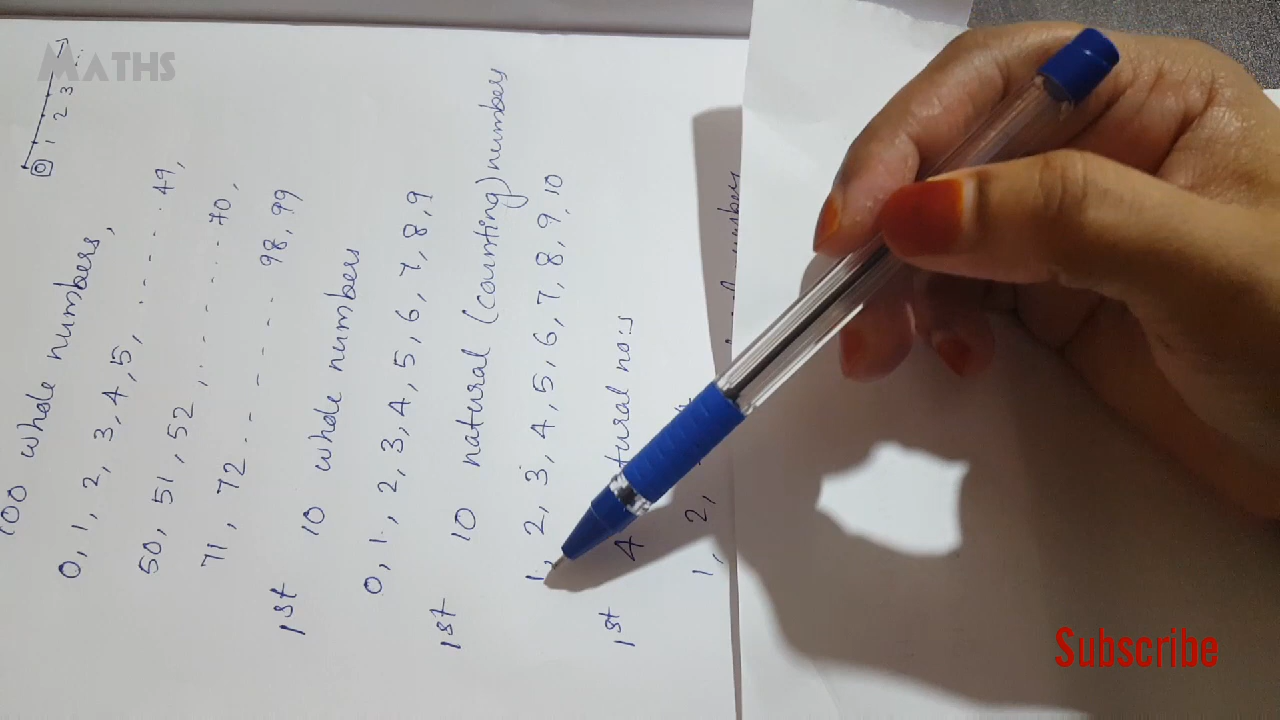 MATHS
0 1 2 3 ...
100 whole numbers,
0, 1, 2, 3, 4, 5, . - - - . 49,
50, 51, 52, . - - - .. 70,
71, 72 . - - - - - 98, 99
1st 10 whole numbers
0, 1, 2, 3, 4, 5, 6, 7, 8, 9
1st 10 natural (counting) numbers
1, 2, 3, 4, 5, 6, 7, 8, 9, 10
1st 4 tural no:s
1, 2,
Subscribe